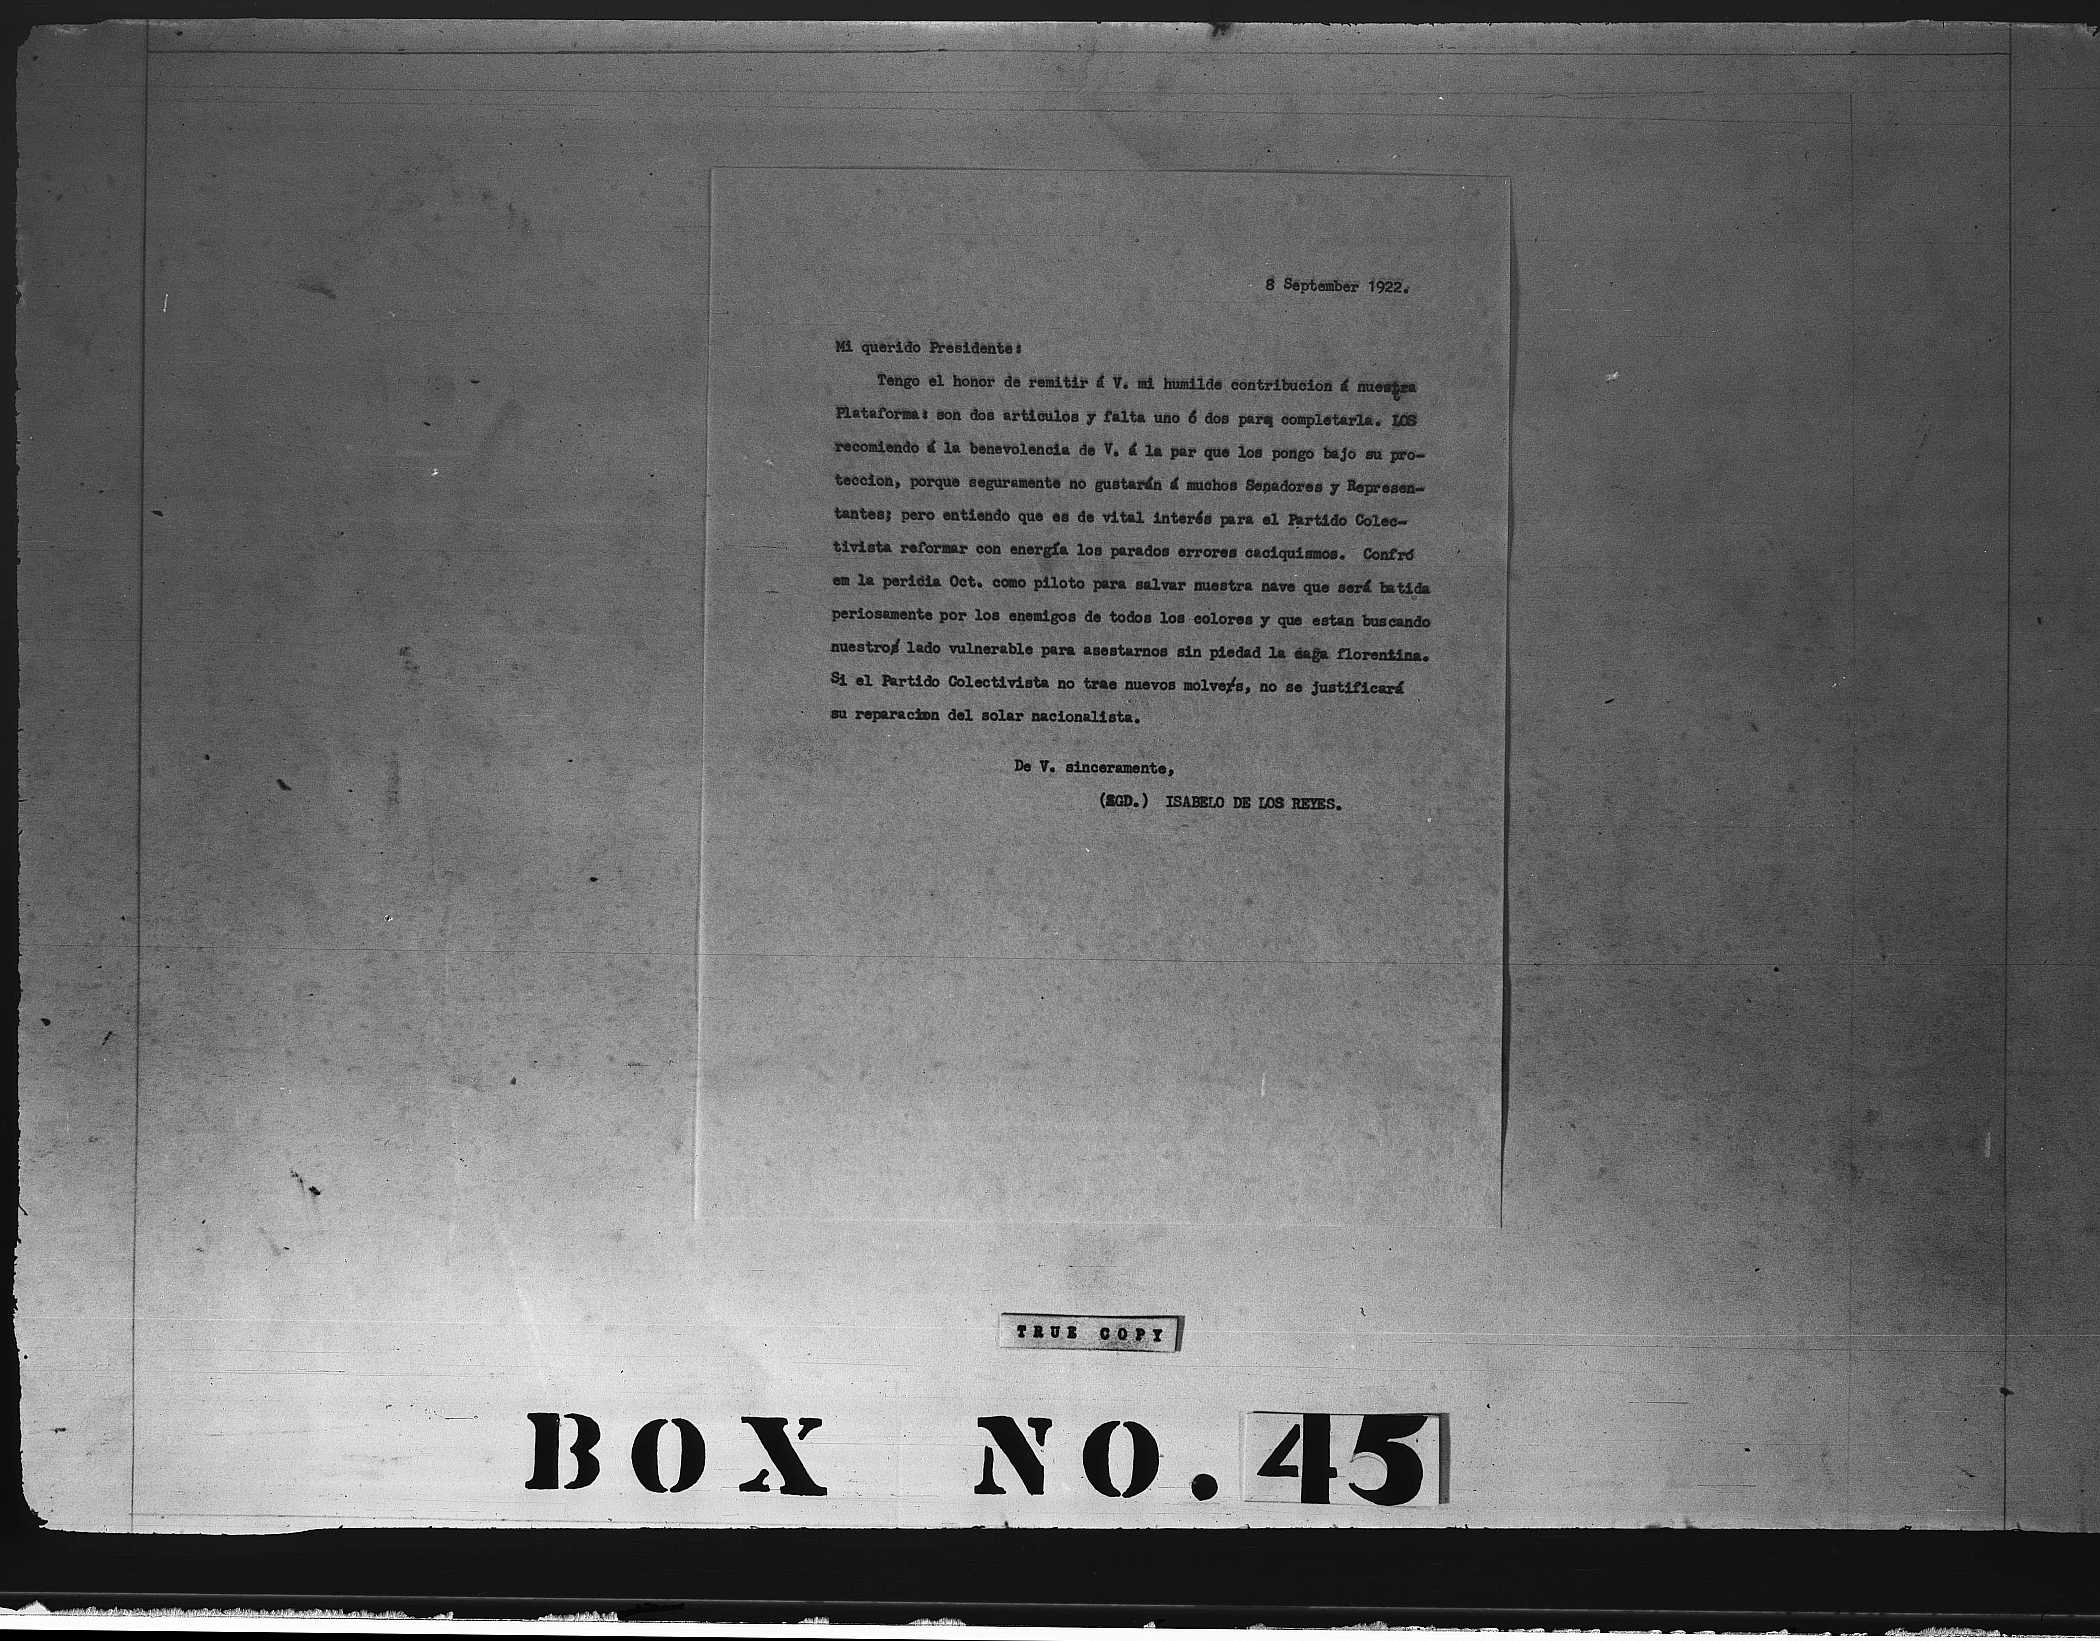 8 September 1922.
Mi querido Presidente:
Tengo el honor de remitir á V. mi humilde contribucion á nuestra
Plataforma: son dos articulos y falta uno ó dos para completarla. LOS
recomiendo á la benevolencia de V. á la par que los pongo bajo su pro-
teccion, porque seguramente no gustarán á muchos Senadores y Represen-
tantes; pero entiendo que es de vital interés para el Partido Colec-
tivista reformar con energía los parados errores caciquismos. Confró
em la pericia Oct. como piloto para salvar nuestra nave que será batida
periosamente por los enemigos de todos los colores y que estan buscando
nuestros lado vulnerable para asestarnos sin piedad la daga florentina.
Si el Partido Colectivista no trae nuevos molvers, no se justificará
su reparacion del solar nacionalista.
De V. sinceramente,
(SGD.) ISABELO DE LOS REYES.
TRUE COPY
BOX NO. 45